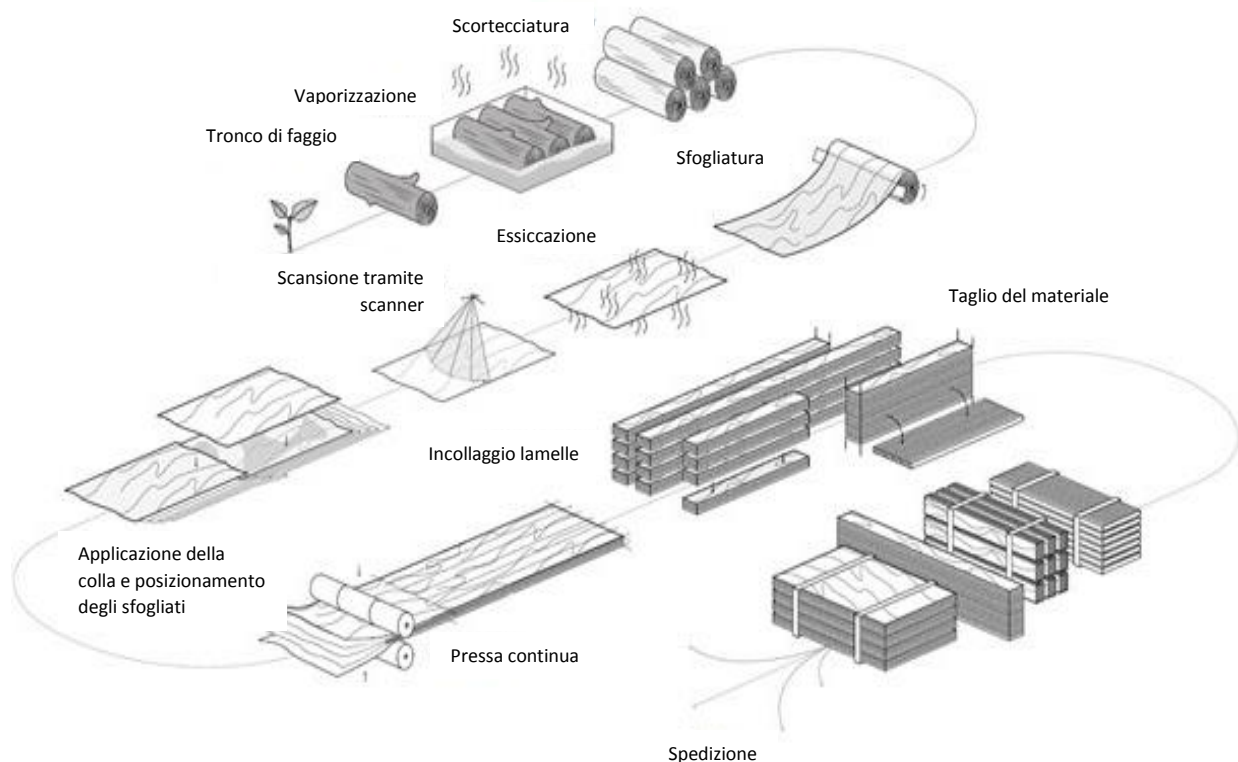 Scortecciatura
Vaporizzazione
Tronco di faggio
Sfogliatura
Essiccazione
Scansione tramite
scanner
Taglio del materiale
Incollaggio lamelle
Applicazione della
colla e posizionamento
degli sfogliati
Pressa continua
Spedizione